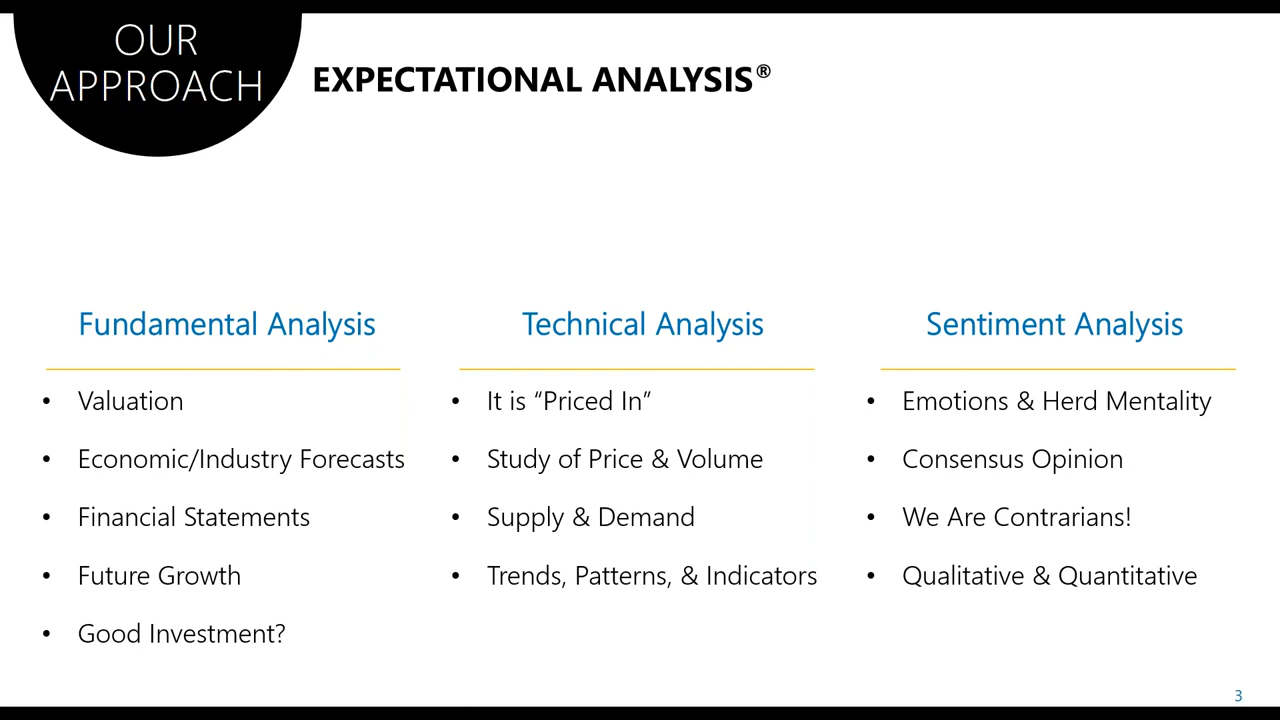 OUR
APPROACH
EXPECTATIONAL ANALYSIS®
Fundamental Analysis
• Valuation
• Economic/Industry Forecasts
• Financial Statements
• Future Growth
• Good Investment?
Technical Analysis
• It is “Priced In”
• Study of Price & Volume
• Supply & Demand
• Trends, Patterns, & Indicators
Sentiment Analysis
• Emotions & Herd Mentality
• Consensus Opinion
• We Are Contrarians!
• Qualitative & Quantitative
3